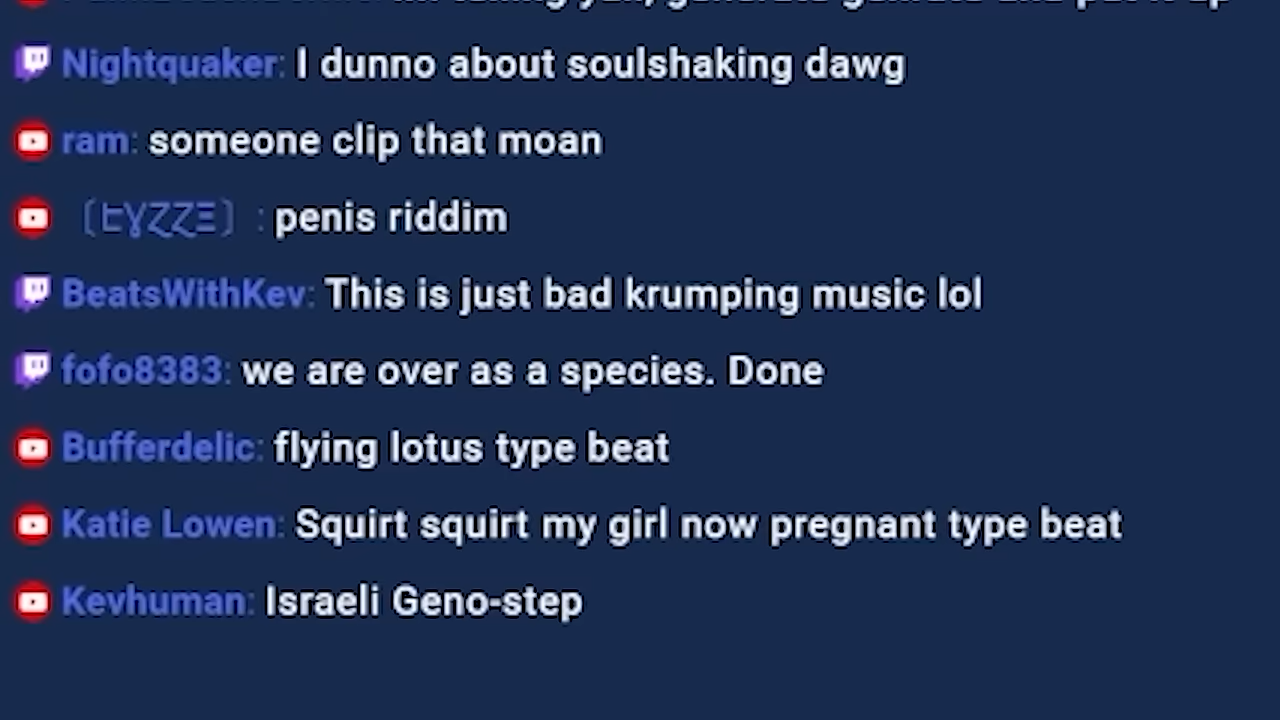 Nightquaker: I dunno about soulshaking dawg
ram: someone clip that moan
penis riddim
BeatsWithKev: This is just bad krumping music lol
fofo8383: we are over as a species. Done
Bufferdelic: flying lotus type beat
Katie Lowen: Squirt squirt my girl now pregnant type beat
Kevhuman: Israeli Geno-step